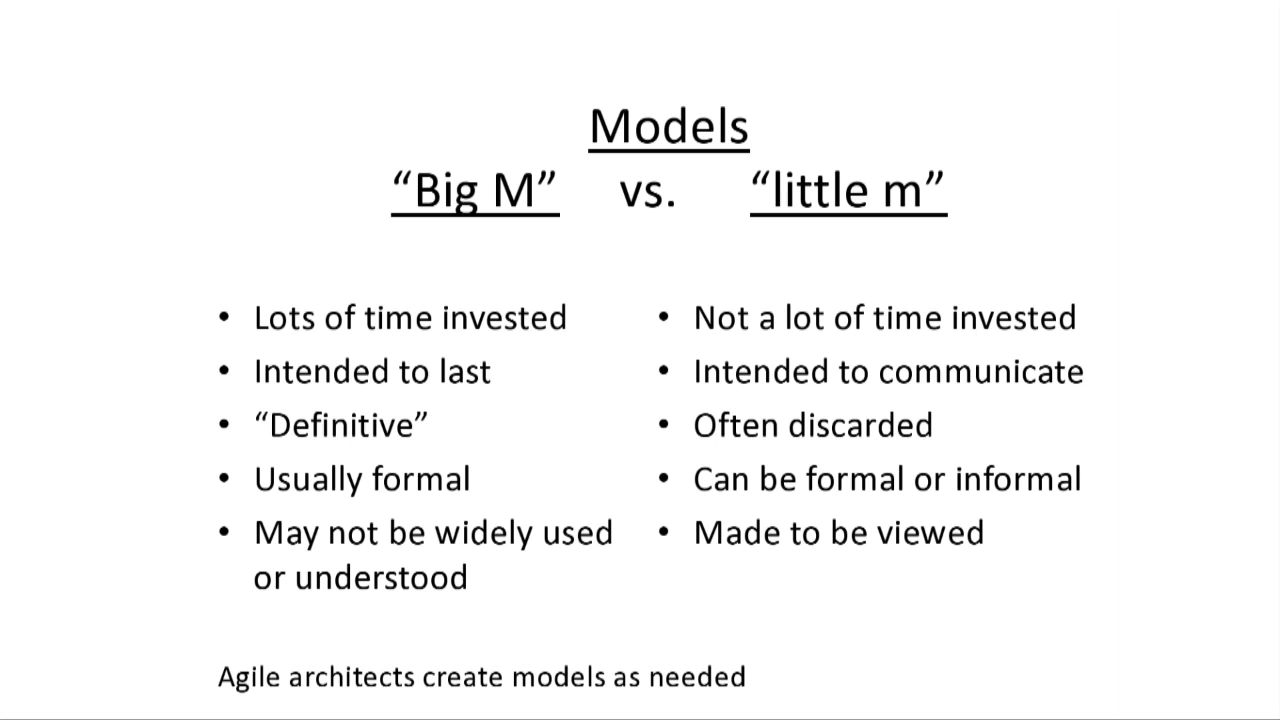 Models
“Big M” vs. “little m”
• Lots of time invested
• Intended to last
• “Definitive”
• Usually formal
• May not be widely used
or understood
• Not a lot of time invested
• Intended to communicate
• Often discarded
• Can be formal or informal
• Made to be viewed
Agile architects create models as needed